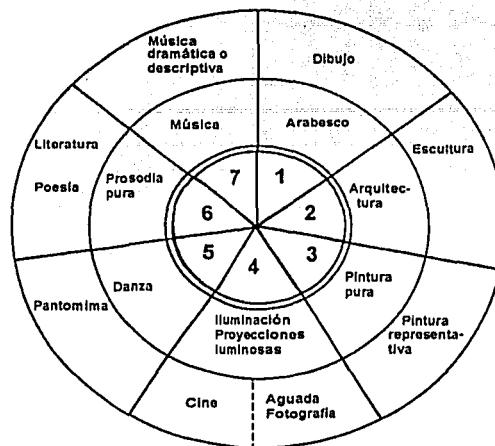 Música
dramática o
descriptiva
Dibujo
Literatura
Poesía
Música
Arabesco
Escultura
Prosodia
pura
Arquitec-
tura
7
1
6
2
5
3
4
Pantomima
Danza
Pintura
pura
Pintura
representa-
tiva
Iluminación
Proyecciones
luminosas
Cine
Aguada
Fotografía